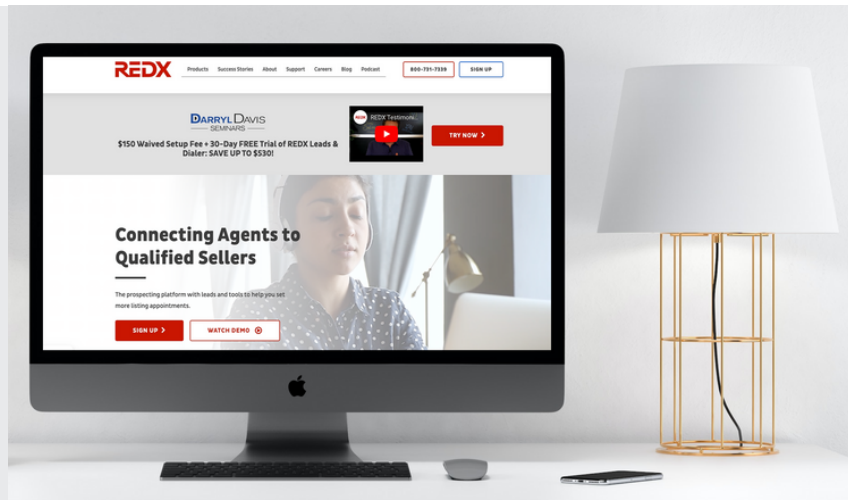 REDX
Products Success Stories About Support Careers Blog Podcast
800-731-7339
SIGN UP
DARRYL DAVIS
SEMINARS
$150 Waived Setup Fee + 30-Day FREE Trial of REDX Leads &
Dialer: SAVE UP TO $530!
REDX Testimoni...
TRY NOW
Connecting Agents to
Qualified Sellers
The prospecting platform with leads and tools to help you set
more listing appointments.
SIGN UP
WATCH DEMO